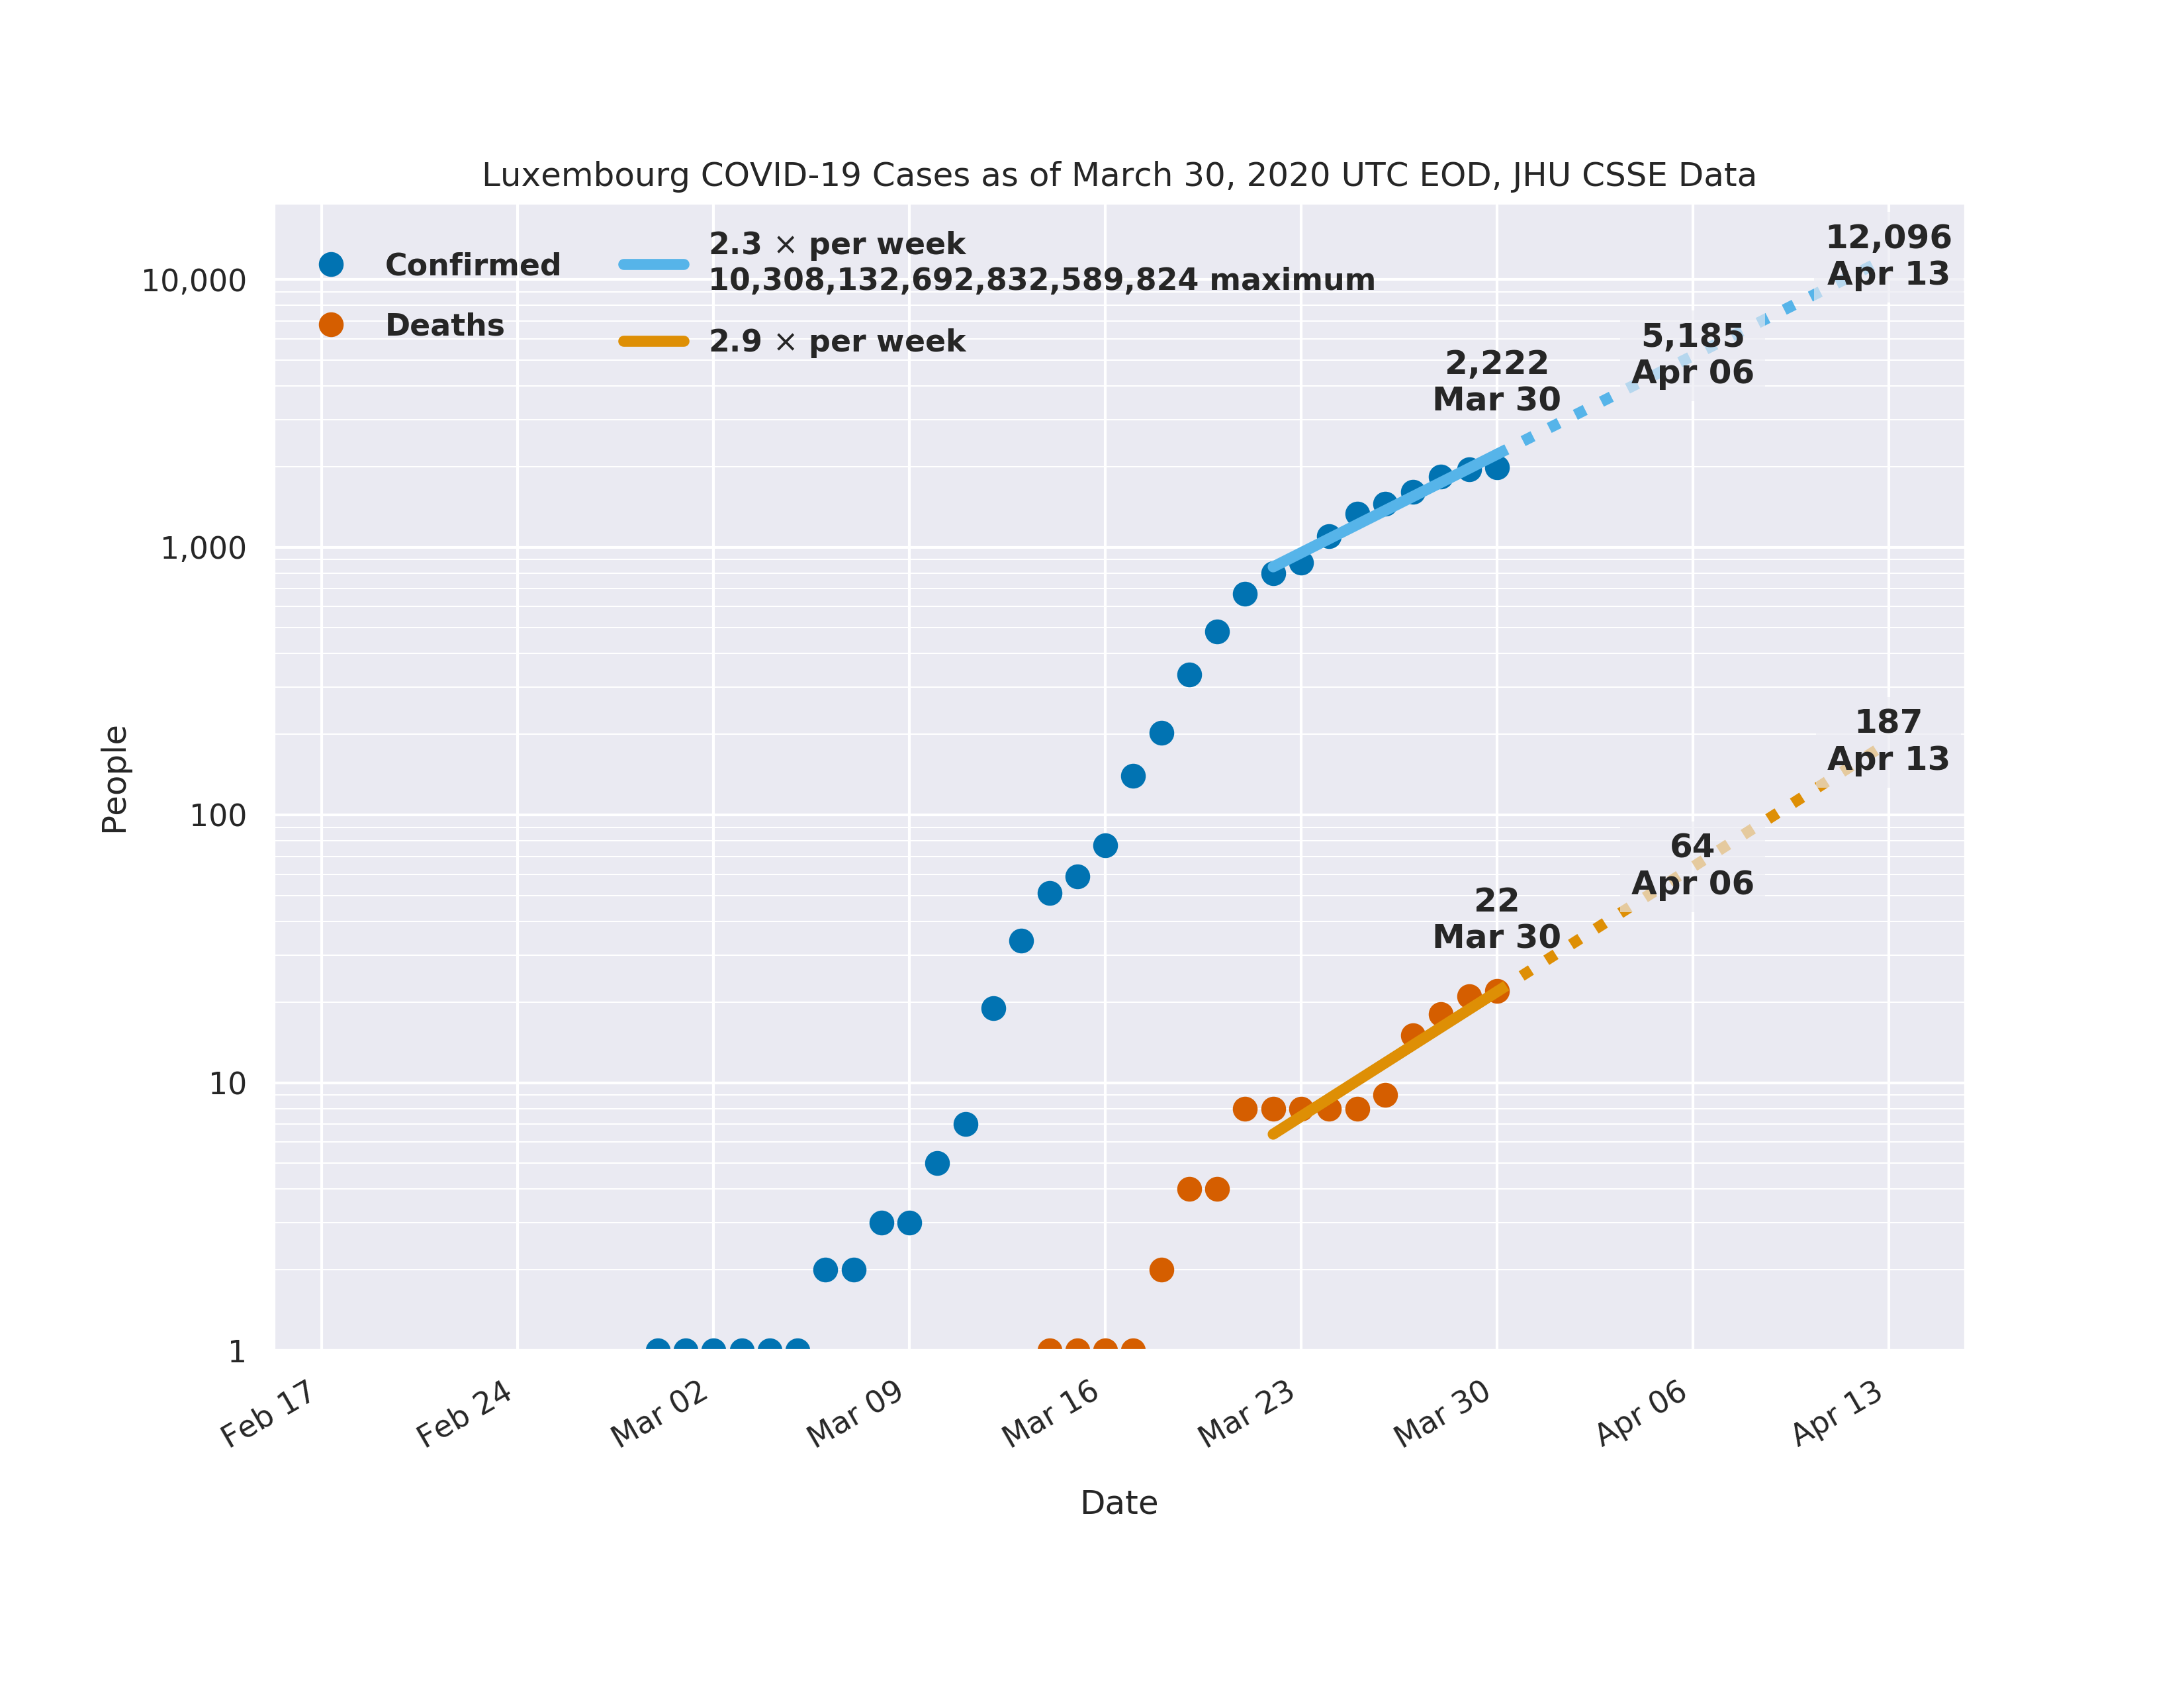 Luxembourg COVID-19 Cases as of March 30, 2020 UTC EOD, JHU CSSE Data
Confirmed
Deaths
2.3 × per week
10,308,132,692,832,589,824 maximum
2.9 × per week
12,096
Apr 13
5,185
Apr 06
2,222
Mar 30
187
Apr 13
64
Apr 06
22
Mar 30
People
10,000
1,000
100
10
1
Feb 17
Feb 24
Mar 02
Mar 09
Mar 16
Mar 23
Mar 30
Apr 06
Apr 13
Date